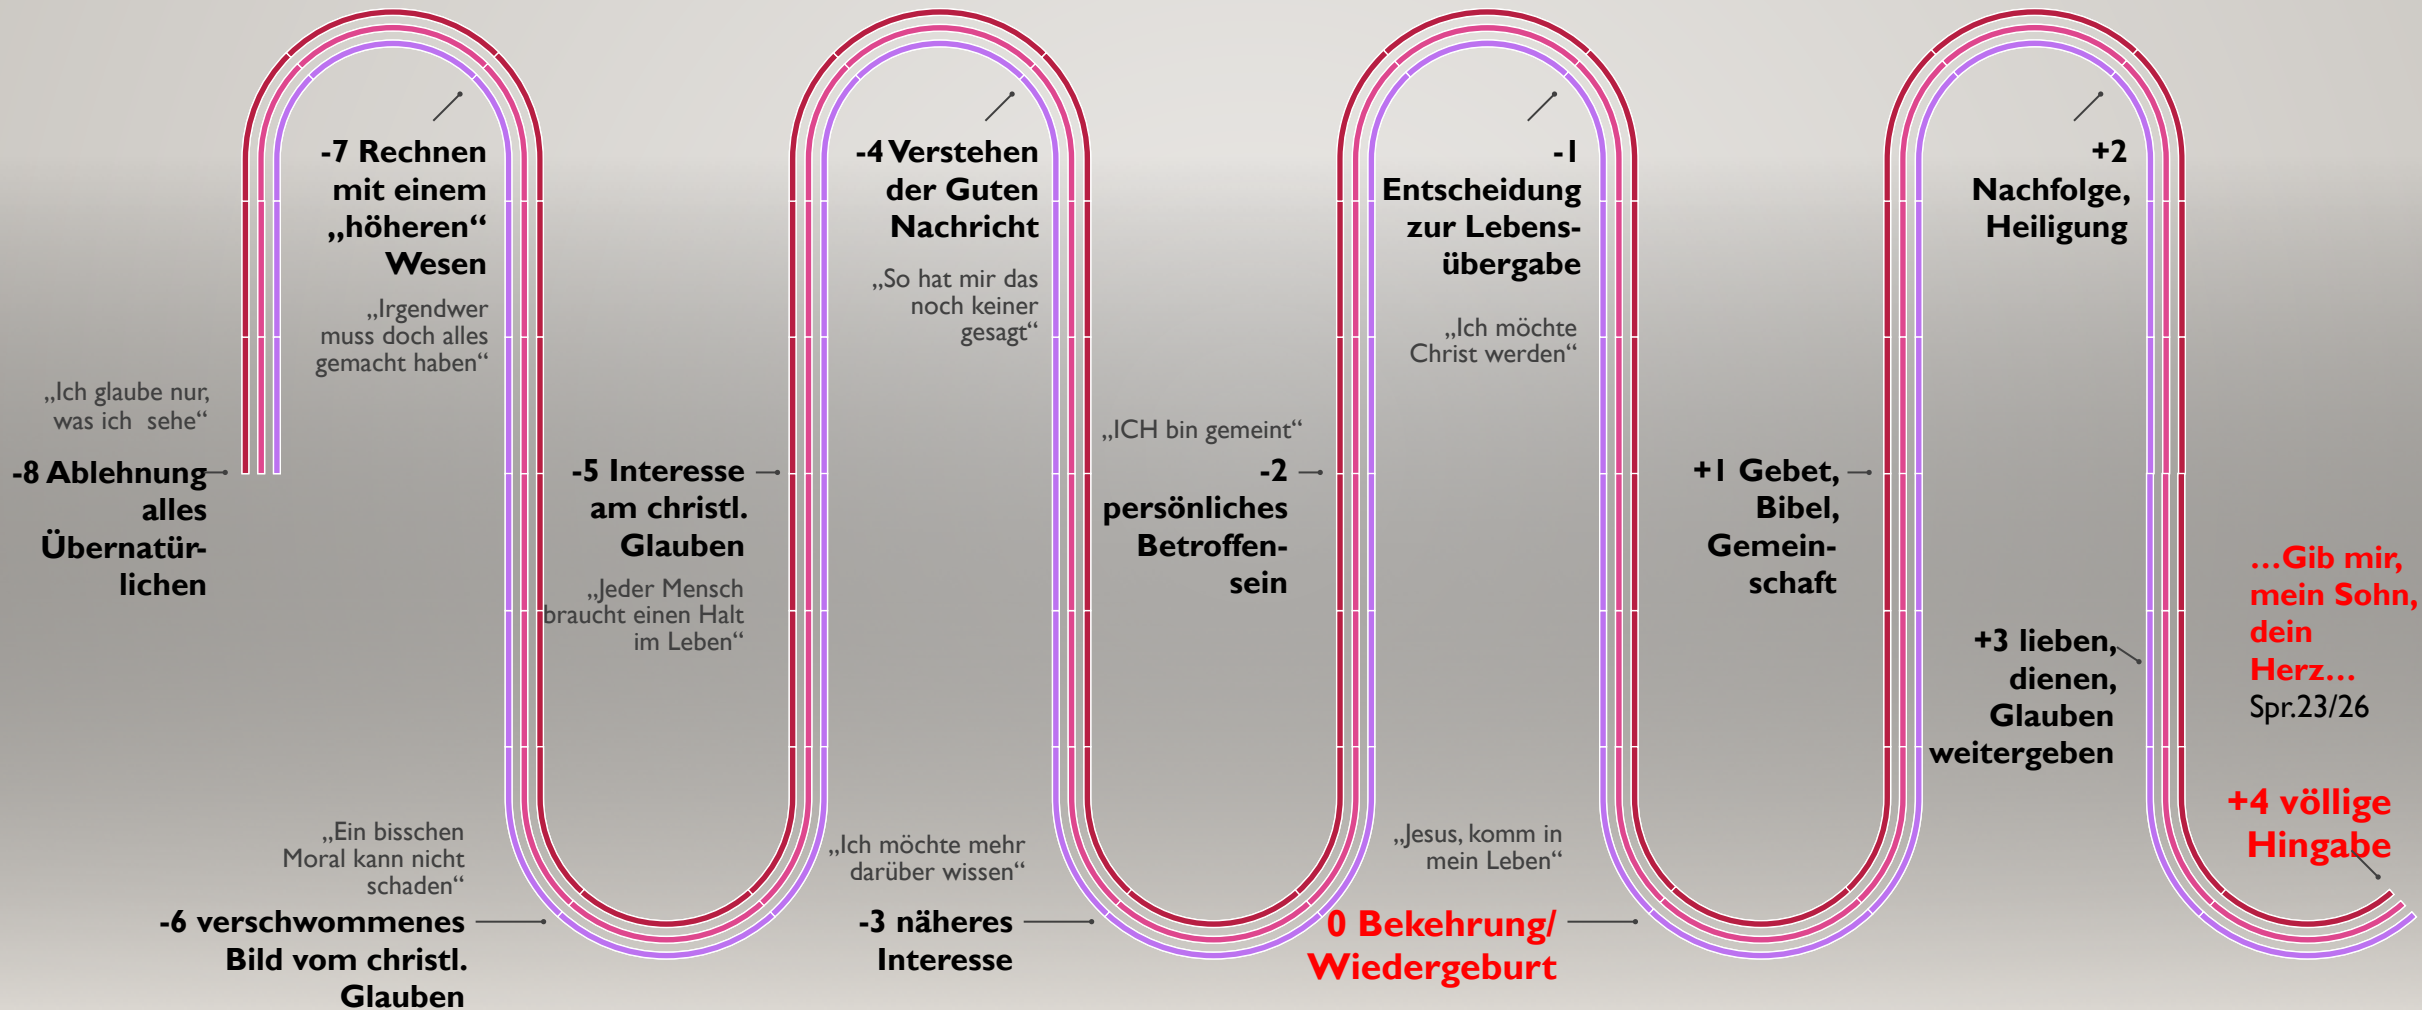 „Ich glaube nur,
was ich sehe“
-8 Ablehnung
alles
Übernatür-
lichen
-7 Rechnen
mit einem
„höheren“
Wesen
„Irgendwer
muss doch alles
gemacht haben“
„Ein bisschen
Moral kann nicht
schaden“
-6 verschwommenes
Bild vom christl.
Glauben
-5 Interesse
am christl.
Glauben
„Jeder Mensch
braucht einen Halt
im Leben“
-4 Verstehen
der Guten
Nachricht
„So hat mir das
noch keiner
gesagt“
„Ich möchte mehr
darüber wissen“
-3 näheres
Interesse
„ICH bin gemeint“
-2
persönliches
Betroffen-
sein
-1
Entscheidung
zur Lebens-
übergabe
„Ich möchte
Christ werden“
„Jesus, komm in
mein Leben“
0 Bekehrung/
Wiedergeburt
+1 Gebet,
Bibel,
Gemein-
schaft
+2
Nachfolge,
Heiligung
+3 lieben,
dienen,
Glauben
weitergeben
...Gib mir,
mein Sohn,
dein
Herz...
Spr.23/26
+4 völlige
Hingabe